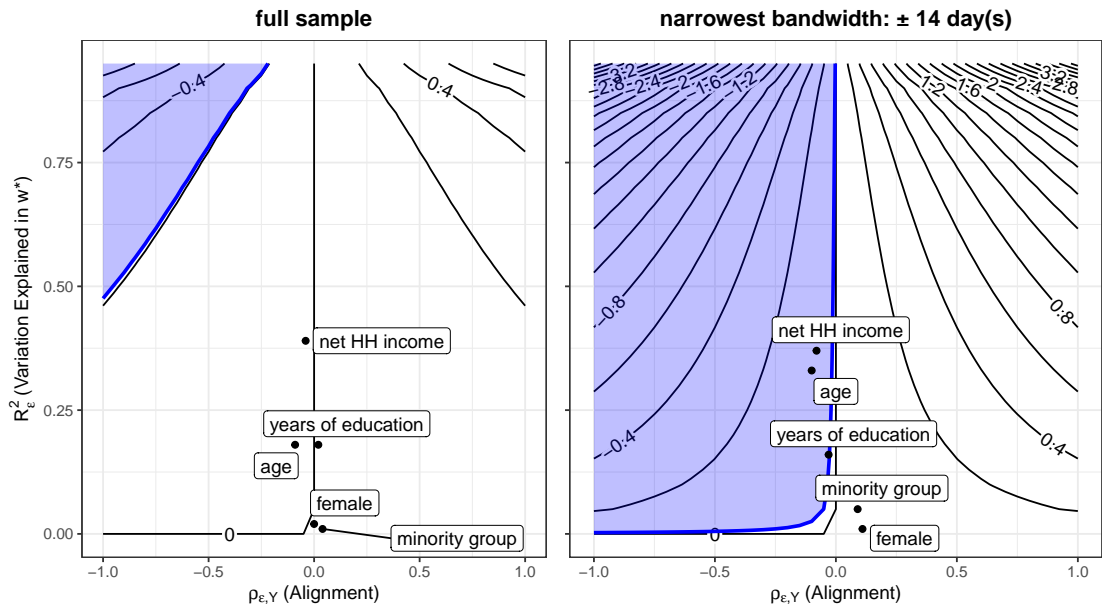 full sample
narrowest bandwidth: ± 14 day(s)
R²ε (Variation Explained in w*)
0.75
0.50
0.25
0.00
−0.4
0.4
net HH income
years of education
age
female
minority group
0
−1.0
−0.5
0.0
0.5
1.0
ρε,Y (Alignment)
−3.2
−2.8
−2.4
−2
−1.6
−1.2
1.2
1.6
2
2.4
2.8
3.2
−0.8
0.8
net HH income
age
−0.4
0.4
years of education
minority group
female
0
−1.0
−0.5
0.0
0.5
1.0
ρε,Y (Alignment)